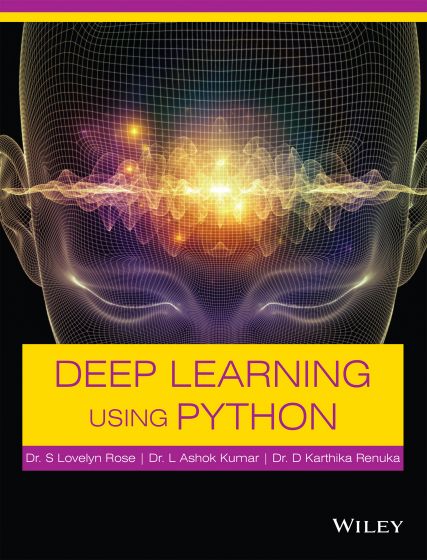 DEEP LEARNING
USING PYTHON
Dr. S Lovelyn Rose | Dr. L Ashok Kumar | Dr. D Karthika Renuka
WILEY